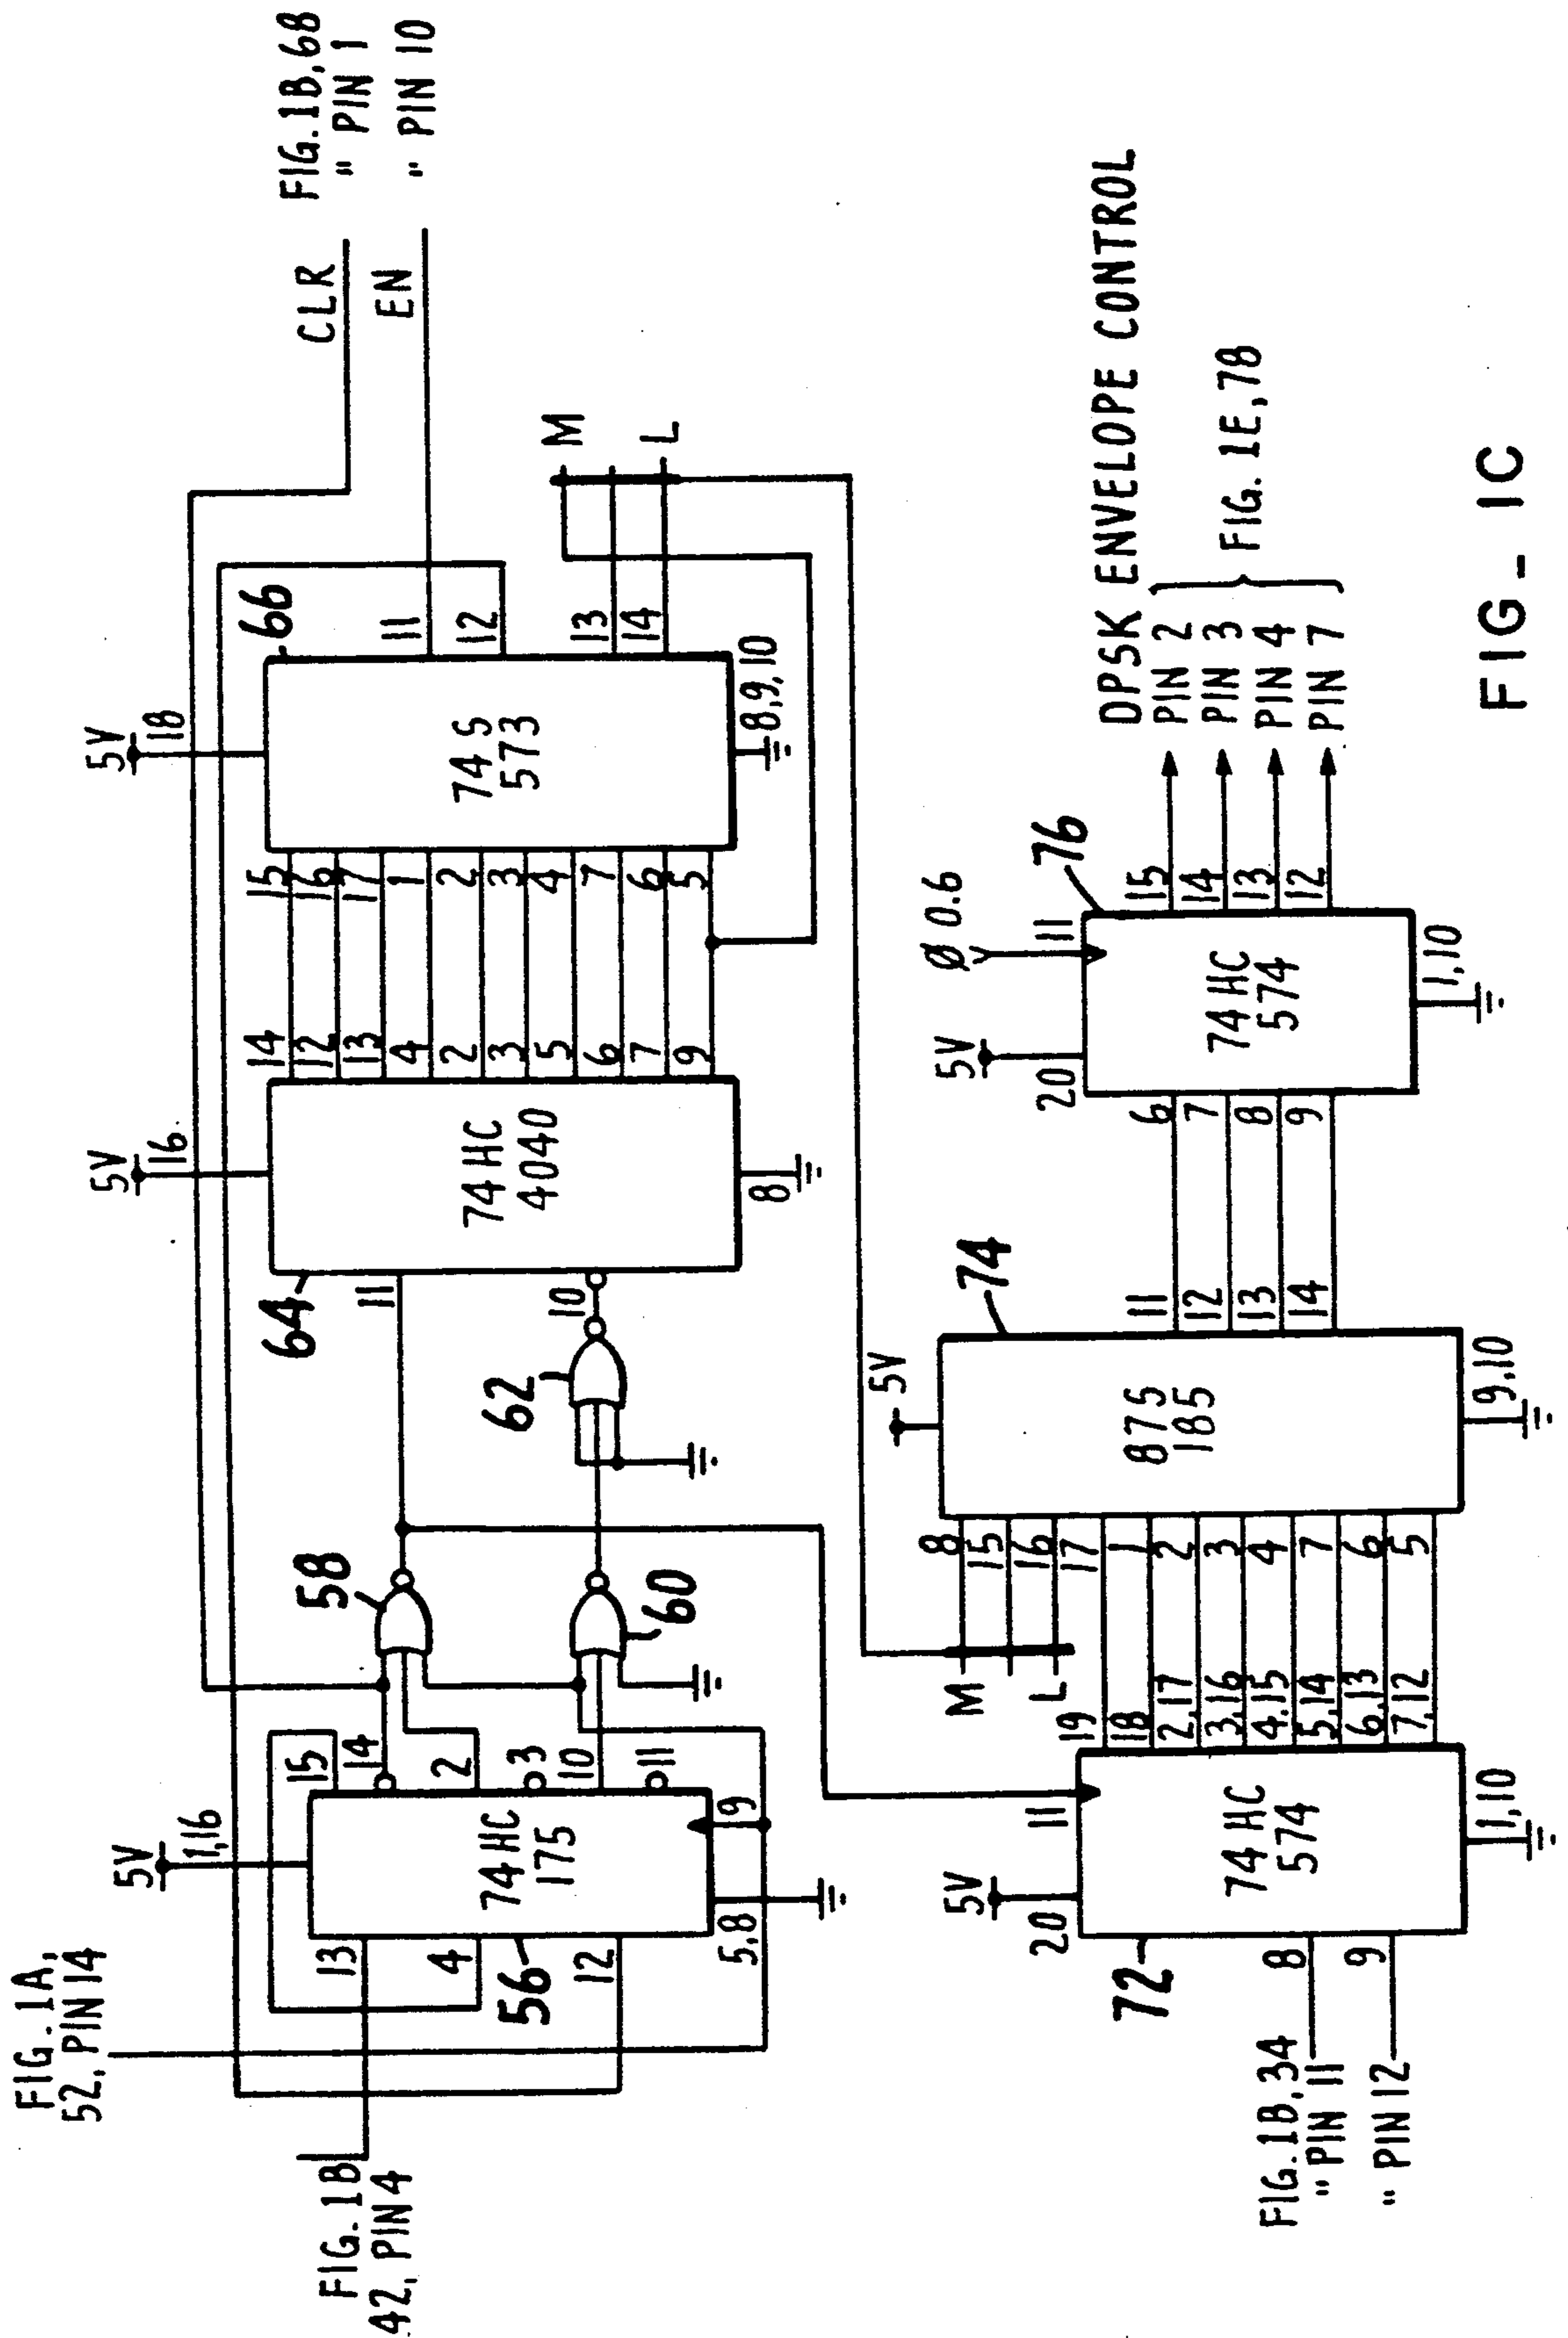 FIG. 1A,
52, PIN 14
FIG. 1B
42, PIN 4
5V
1,16
13
4
12
56
74 HC
175
15
14
2
3
10
11
9
5,8
58
60
62
64
11
10
5V
16
74 HC
4040
8
14
12
13
4
2
3
5
6
7
9
15
16
17
1
2
3
4
7
6
5
5V
18
66
74 S
573
8,9,10
11
12
13
14
M
L
CLR
EN
FIG. 1B, 68
" PIN 1
" PIN 10
FIG. 1B, 34
" PIN 11
" PIN 12
8
9
72
5V
20
11
74 HC
574
1,10
19
18
2,17
3,16
4,15
5,14
6,13
7,12
M
L
8
15
16
17
1
2
3
4
7
6
5
5V
74
87S
185
9,10
11
12
13
14
6
7
8
9
5V
20
Ø 0.6
11
76
74 HC
574
1,10
15
14
13
12
DPSK ENVELOPE CONTROL
PIN 2
PIN 3
PIN 4
PIN 7
FIG. 1E, 78
FIG_ 1C